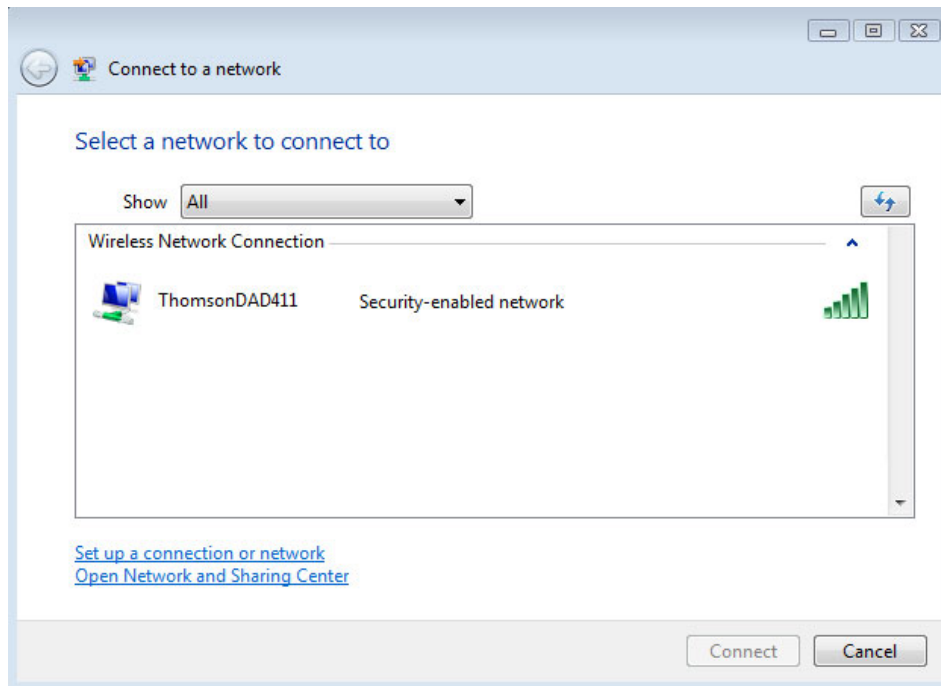 Connect to a network
Select a network to connect to
Show All
Wireless Network Connection
ThomsonDAD411 Security-enabled network
Set up a connection or network
Open Network and Sharing Center
Connect Cancel